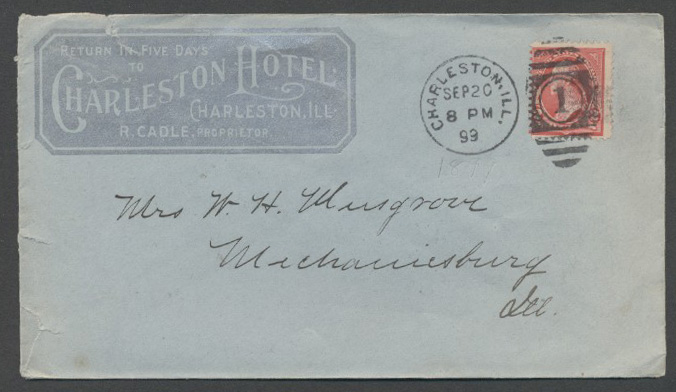 RETURN IN FIVE DAYS
TO
CHARLESTON HOTEL
CHARLESTON, ILL.
R. CADLE, PROPRIETOR.
CHARLESTON, ILL.
SEP 20
8 PM
99
1
1899
Mrs W. H. Musgrove
Mechanicsburg
Ill.